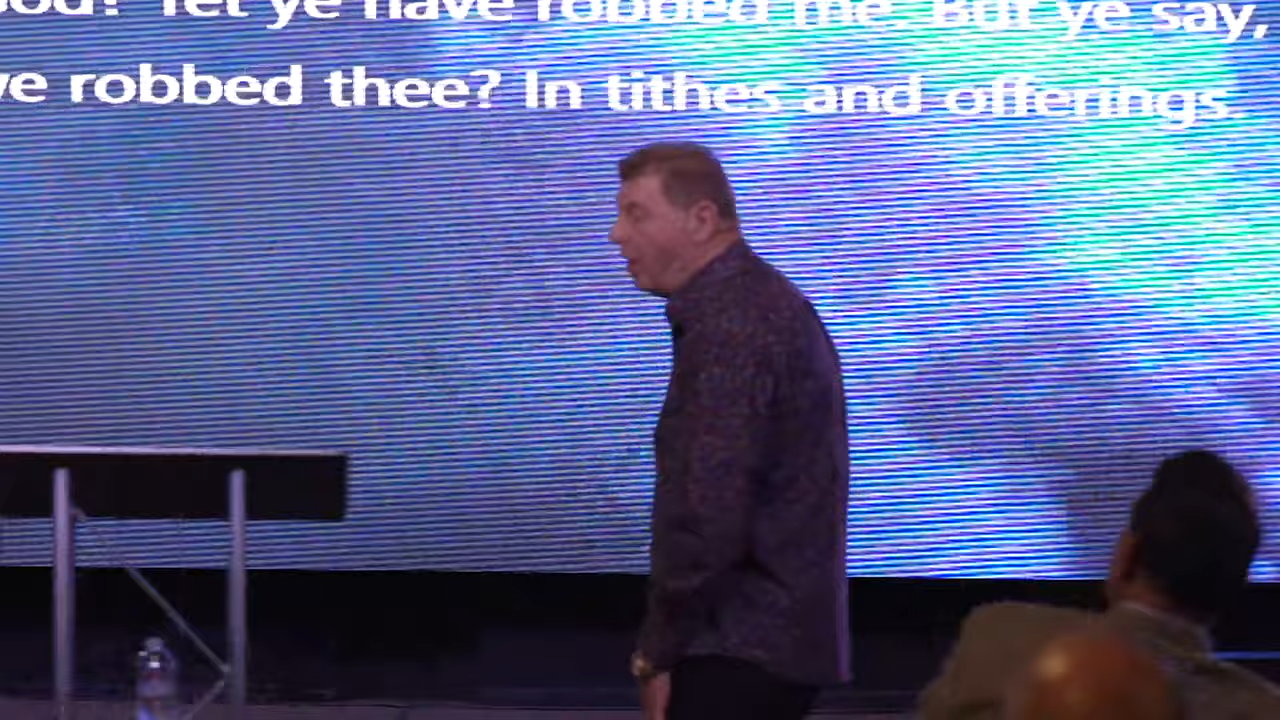 Yet ye have robbed me. But ye say,
robbed thee? In tithes and offerings.